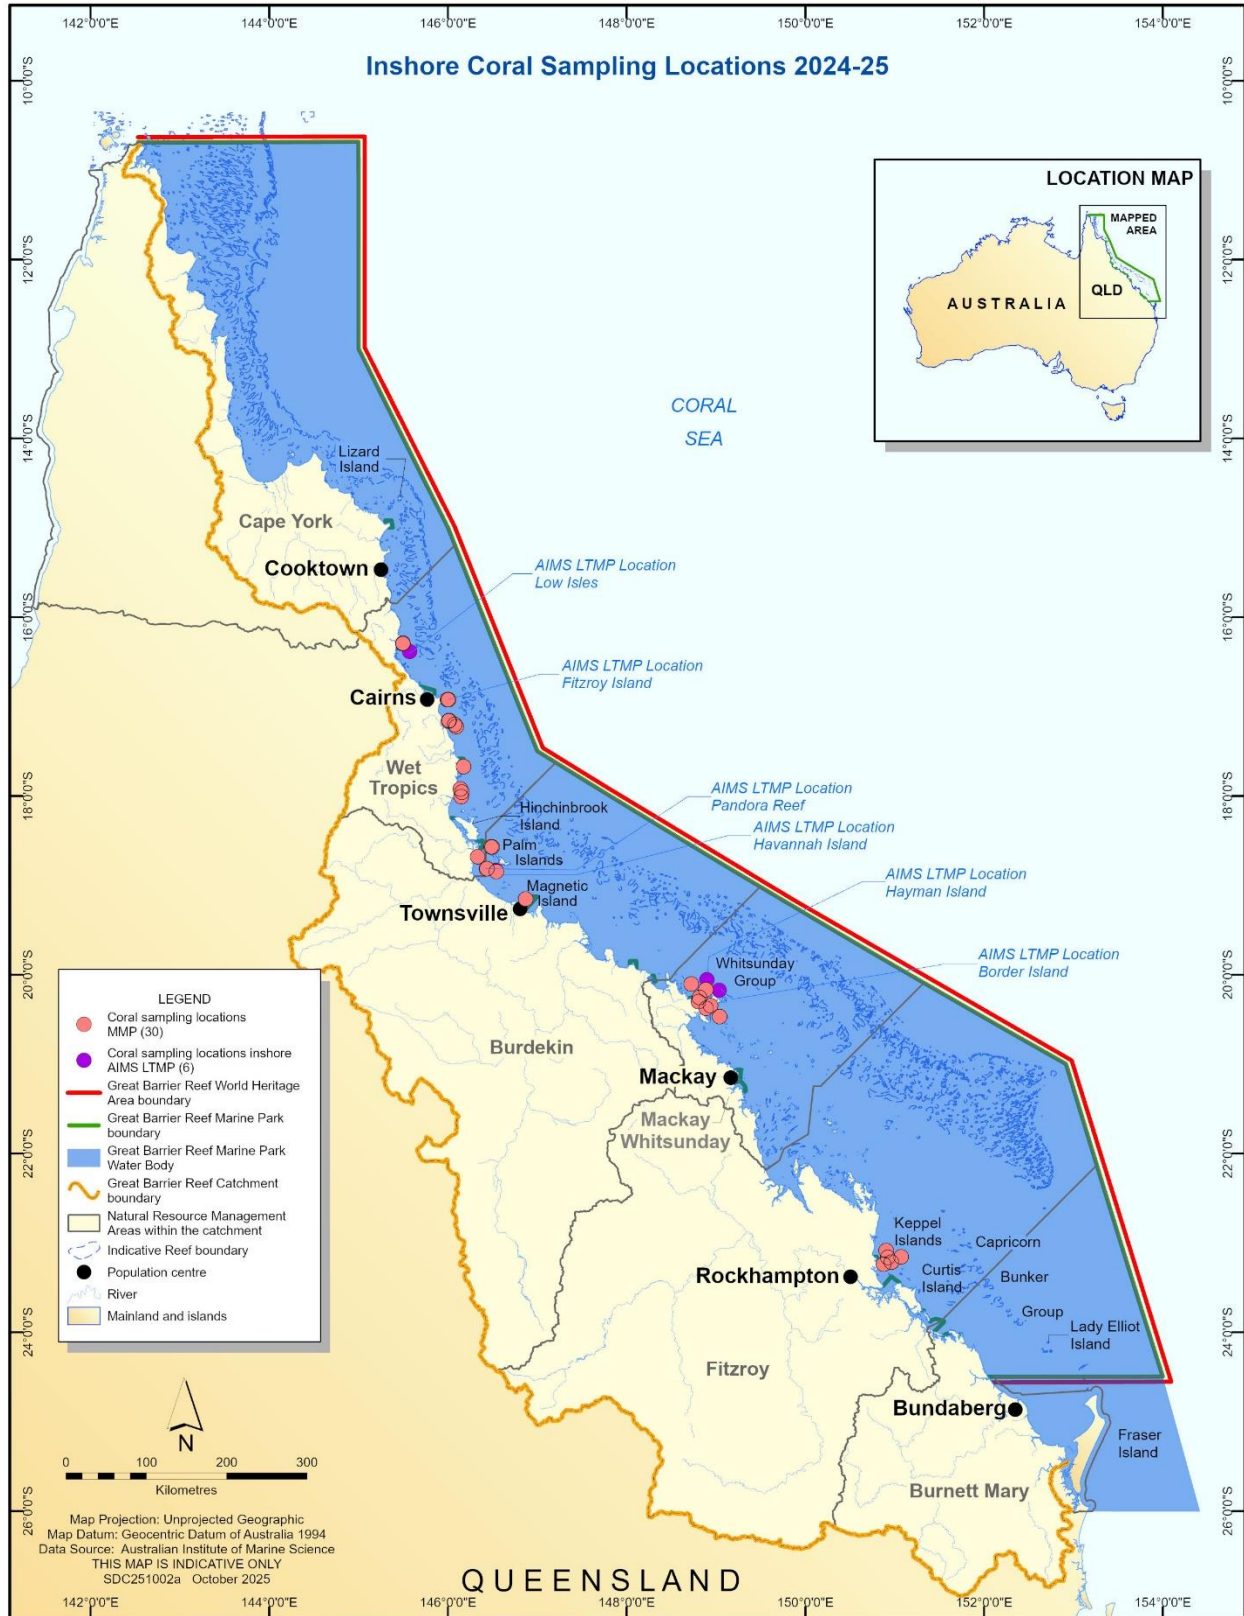 142°0'0"E 144°0'0"E 146°0'0"E 148°0'0"E 150°0'0"E 152°0'0"E 154°0'0"E
Inshore Coral Sampling Locations 2024-25
10°0'0"S
10°0'0"S
LOCATION MAP
MAPPED
AREA
QLD
AUSTRALIA
12°0'0"S
12°0'0"S
CORAL
SEA
14°0'0"S
14°0'0"S
Lizard
Island
Cape York
Cooktown
AIMS LTMP Location
Low Isles
16°0'0"S
16°0'0"S
AIMS LTMP Location
Fitzroy Island
Cairns
Wet
Tropics
18°0'0"S
18°0'0"S
AIMS LTMP Location
Pandora Reef
Hinchinbrook
Island
AIMS LTMP Location
Havannah Island
Palm
Islands
AIMS LTMP Location
Hayman Island
Magnetic
Island
Townsville
AIMS LTMP Location
Border Island
Whitsunday
Group
20°0'0"S
20°0'0"S
Burdekin
Mackay
Mackay
Whitsunday
22°0'0"S
22°0'0"S
Keppel
Islands
Capricorn
Curtis
Island
Bunker
Rockhampton
Group
Lady Elliot
Island
24°0'0"S
24°0'0"S
Fitzroy
Bundaberg
Fraser
Island
Burnett Mary
26°0'0"S
26°0'0"S
LEGEND
Coral sampling locations
MMP (30)
Coral sampling locations inshore
AIMS LTMP (6)
Great Barrier Reef World Heritage
Area boundary
Great Barrier Reef Marine Park
boundary
Great Barrier Reef Marine Park
Water Body
Great Barrier Reef Catchment
boundary
Natural Resource Management
Areas within the catchment
Indicative Reef boundary
Population centre
River
Mainland and islands
N
0 100 200 300
Kilometres
Map Projection: Unprojected Geographic
Map Datum: Geocentric Datum of Australia 1994
Data Source: Australian Institute of Marine Science
THIS MAP IS INDICATIVE ONLY
SDC251002a October 2025
QUEENSLAND
142°0'0"E 144°0'0"E 146°0'0"E 148°0'0"E 150°0'0"E 152°0'0"E 154°0'0"E